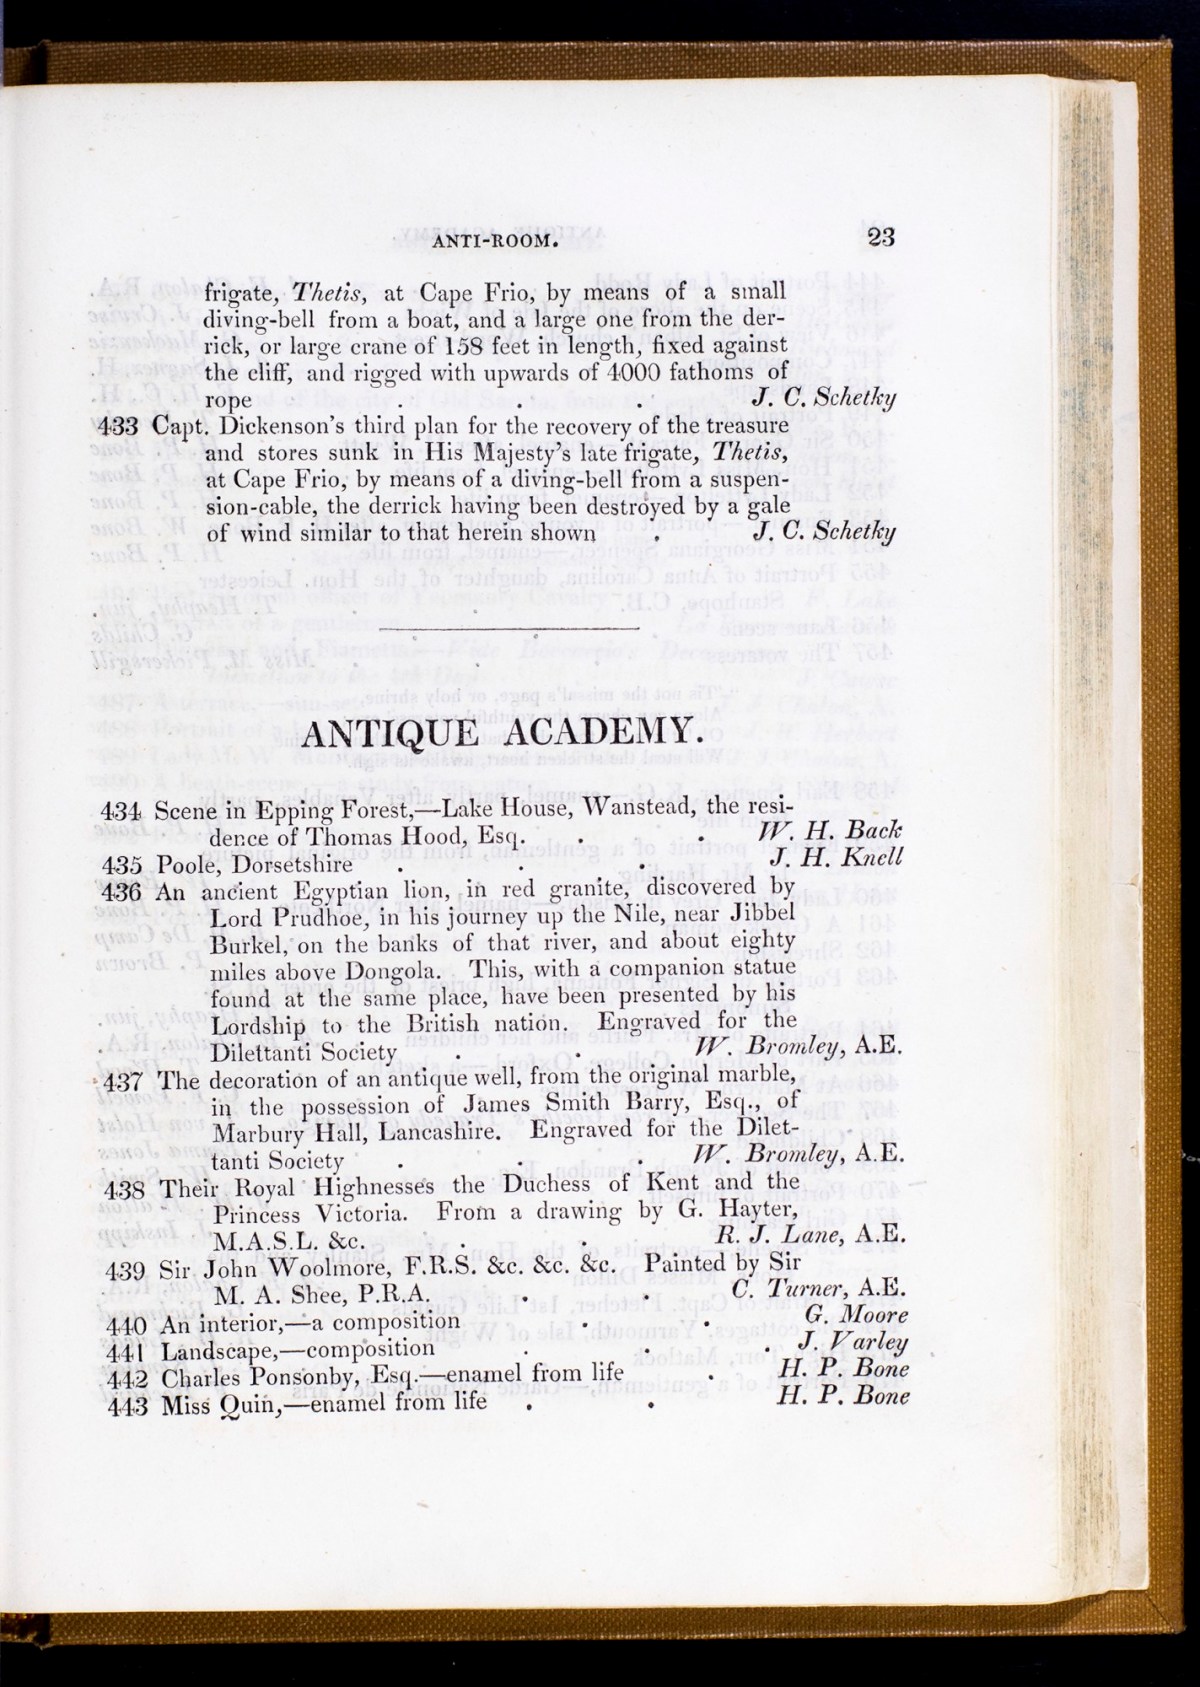 ANTI-ROOM. 23
frigate, Thetis, at Cape Frio, by means of a small
diving-bell from a boat, and a large one from the der-
rick, or large crane of 158 feet in length, fixed against
the cliff, and rigged with upwards of 4000 fathoms of
rope . . . . J. C. Schetky
433 Capt. Dickenson's third plan for the recovery of the treasure
and stores sunk in His Majesty's late frigate, Thetis,
at Cape Frio, by means of a diving-bell from a suspen-
sion-cable, the derrick having been destroyed by a gale
of wind similar to that herein shown . J. C. Schetky
ANTIQUE ACADEMY.
434 Scene in Epping Forest,—Lake House, Wanstead, the resi-
dence of Thomas Hood, Esq. . . W. H. Back
435 Poole, Dorsetshire . . . J. H. Knell
436 An ancient Egyptian lion, in red granite, discovered by
Lord Prudhoe, in his journey up the Nile, near Jibbel
Burkel, on the banks of that river, and about eighty
miles above Dongola. This, with a companion statue
found at the same place, have been presented by his
Lordship to the British nation. Engraved for the
Dilettanti Society . . . W. Bromley, A.E.
437 The decoration of an antique well, from the original marble,
in the possession of James Smith Barry, Esq., of
Marbury Hall, Lancashire. Engraved for the Dilet-
tanti Society . . . W. Bromley, A.E.
438 Their Royal Highnesses the Duchess of Kent and the
Princess Victoria. From a drawing by G. Hayter,
M.A.S.L. &c. . . R. J. Lane, A.E.
439 Sir John Woolmore, F.R.S. &c. &c. &c. Painted by Sir
M. A. Shee, P.R.A. . . C. Turner, A.E.
440 An interior,—a composition . . G. Moore
441 Landscape,—composition . . . J. Varley
442 Charles Ponsonby, Esq.—enamel from life . H. P. Bone
443 Miss Quin,—enamel from life . . H. P. Bone